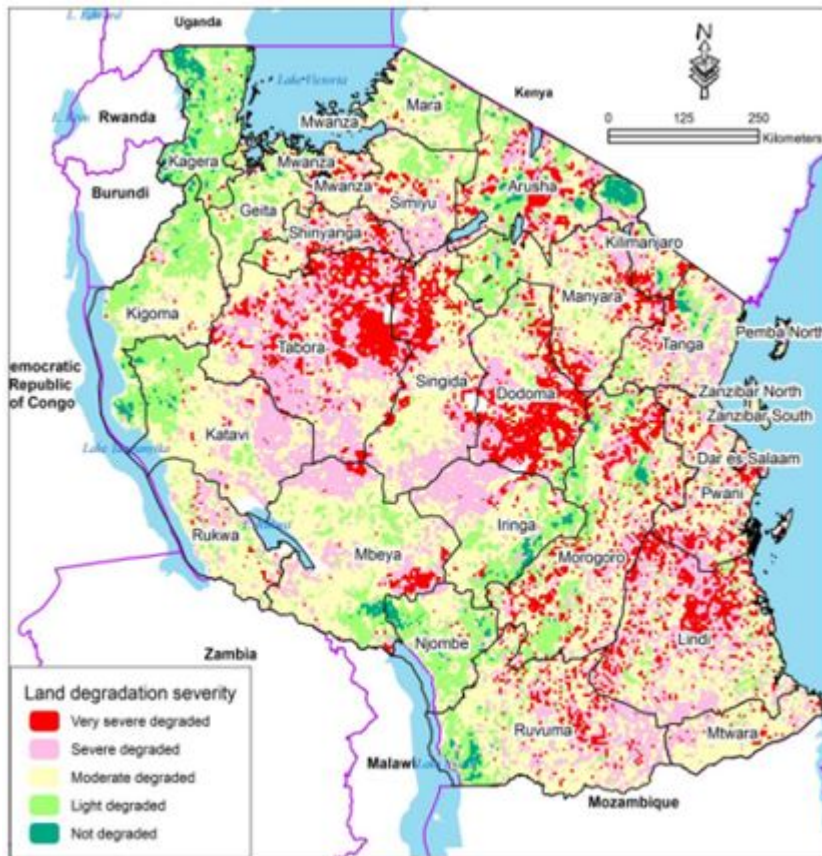 Uganda
Lake Victoria
Kenya
N
0 125 250
Kilometers
Mara
Mwanza
Rwanda
Kagera
Mwanza
Mwanza
Arusha
Burundi
Geita
Simiyu
Shinyanga
Kilimanjaro
Kigoma
Manyara
Tabora
Tanga
Pemba North
emocratic
Republic
of Congo
Singida
Dodoma
Zanzibar North
Zanzibar South
Katavi
Dar es Salaam
Pwani
Rukwa
Iringa
Mbeya
Morogoro
Lindi
Njombe
Zambia
Ruvuma
Mtwara
Malawi
Mozambique
Land degradation severity
Very severe degraded
Severe degraded
Moderate degraded
Light degraded
Not degraded